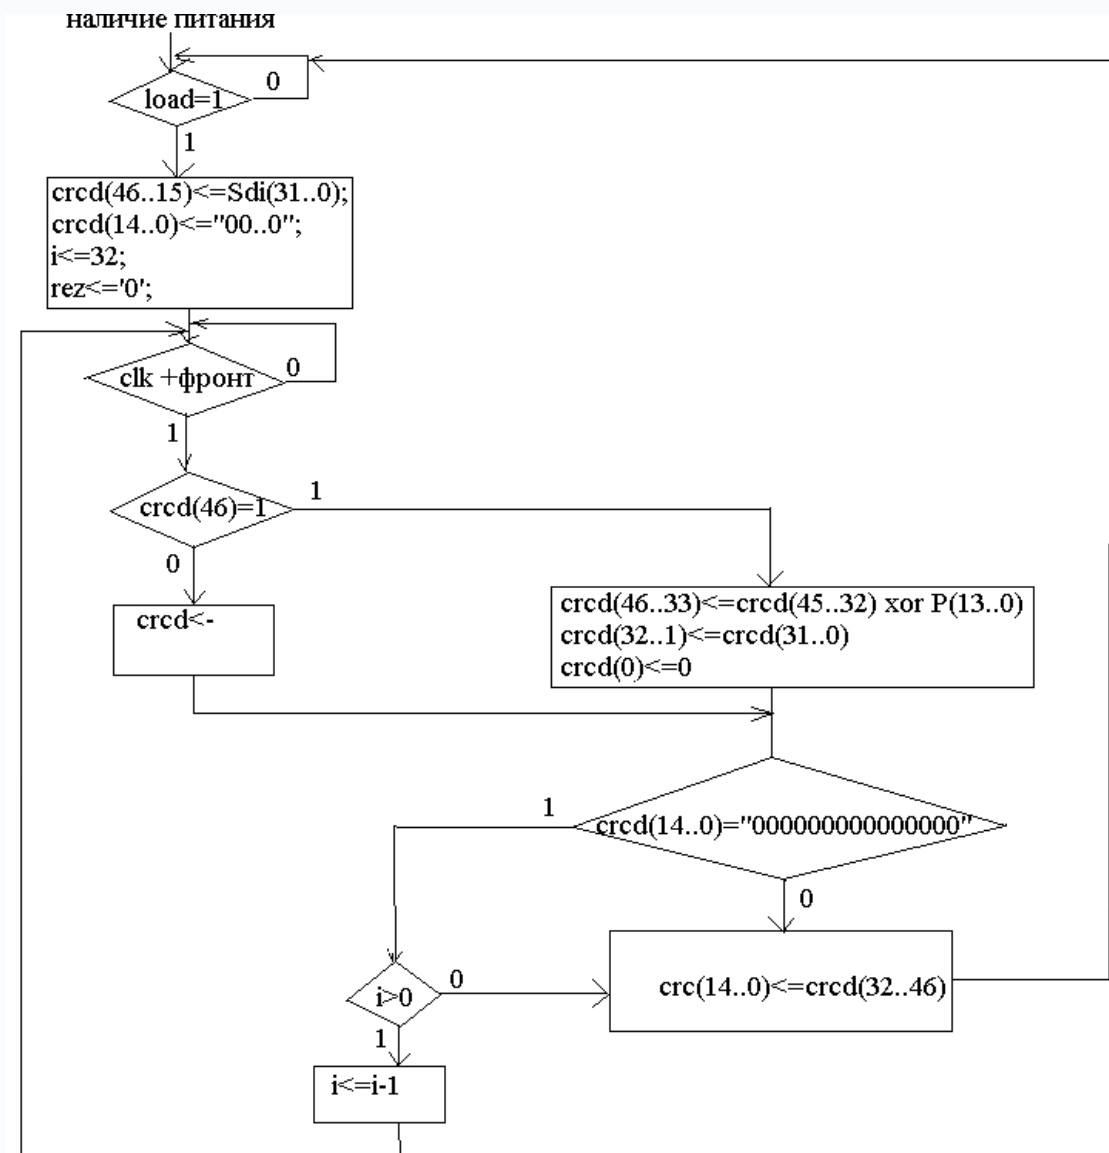 наличие питания
load=1
0
1
crcd(46..15)<=Sdi(31..0);
crcd(14..0)<="00..0";
i<=32;
rez<='0';
clk +фронт
0
1
crcd(46)=1
1
0
crcd<-
crcd(46..33)<=crcd(45..32) xor P(13..0)
crcd(32..1)<=crcd(31..0)
crcd(0)<=0
1
crcd(14..0)="000000000000000"
0
i>0
0
crc(14..0)<=crcd(32..46)
1
i<=i-1